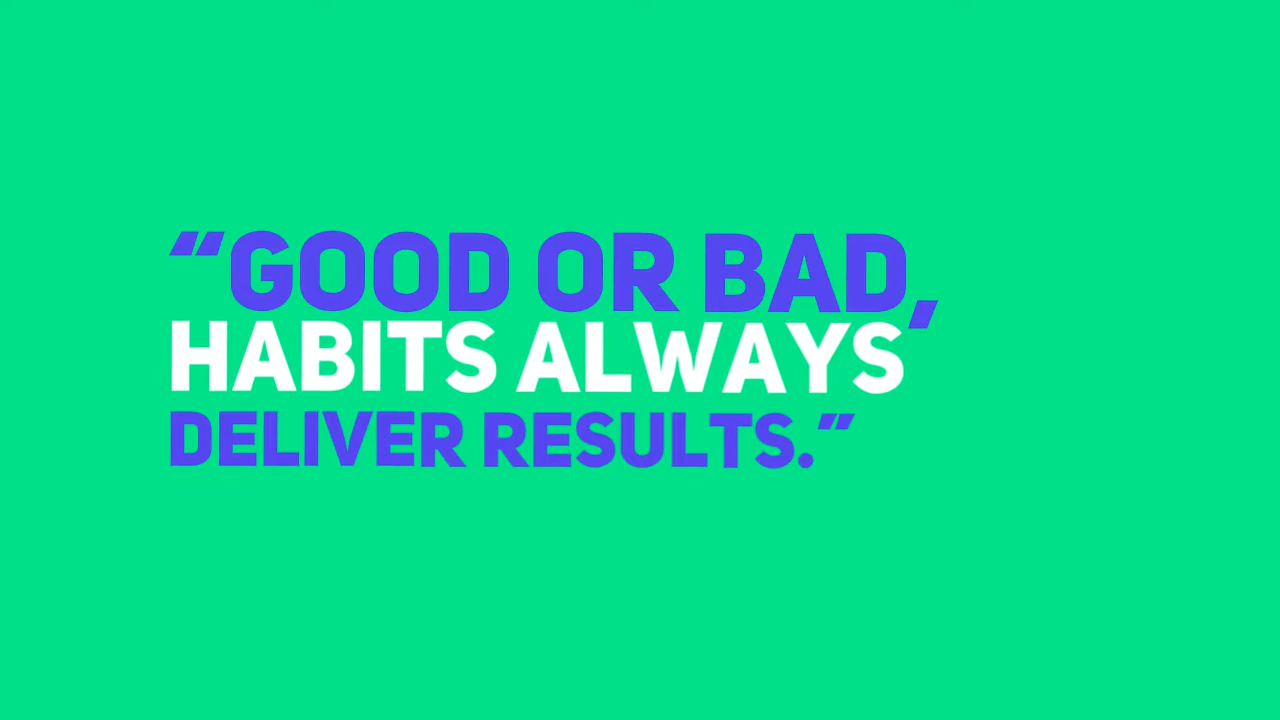 “GOOD OR BAD,
HABITS ALWAYS
DELIVER RESULTS.”